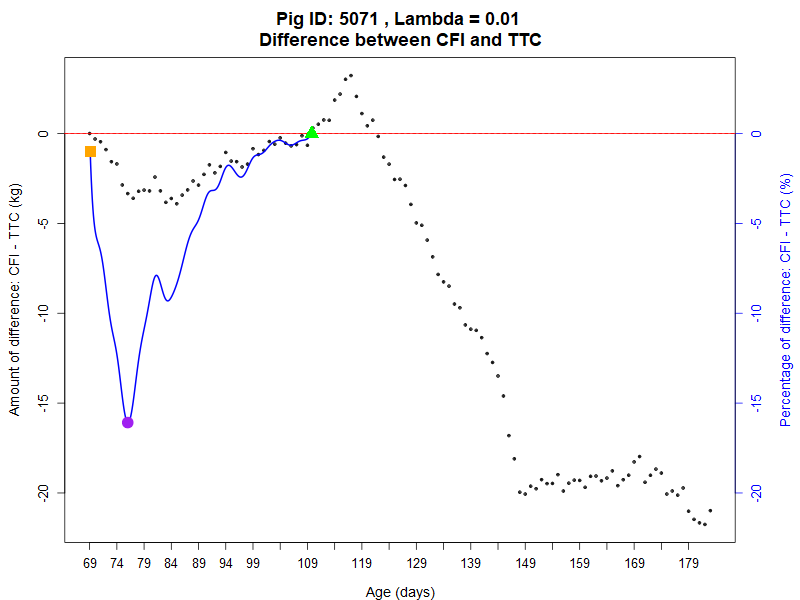 Pig ID: 5071 , Lambda = 0.01
Difference between CFI and TTC
Amount of difference: CFI - TTC (kg)
0
-5
-10
-15
-20
0
-5
-10
-15
-20
Percentage of difference: CFI - TTC (%)
69 74 79 84 89 94 99 109 119 129 139 149 159 169 179
Age (days)